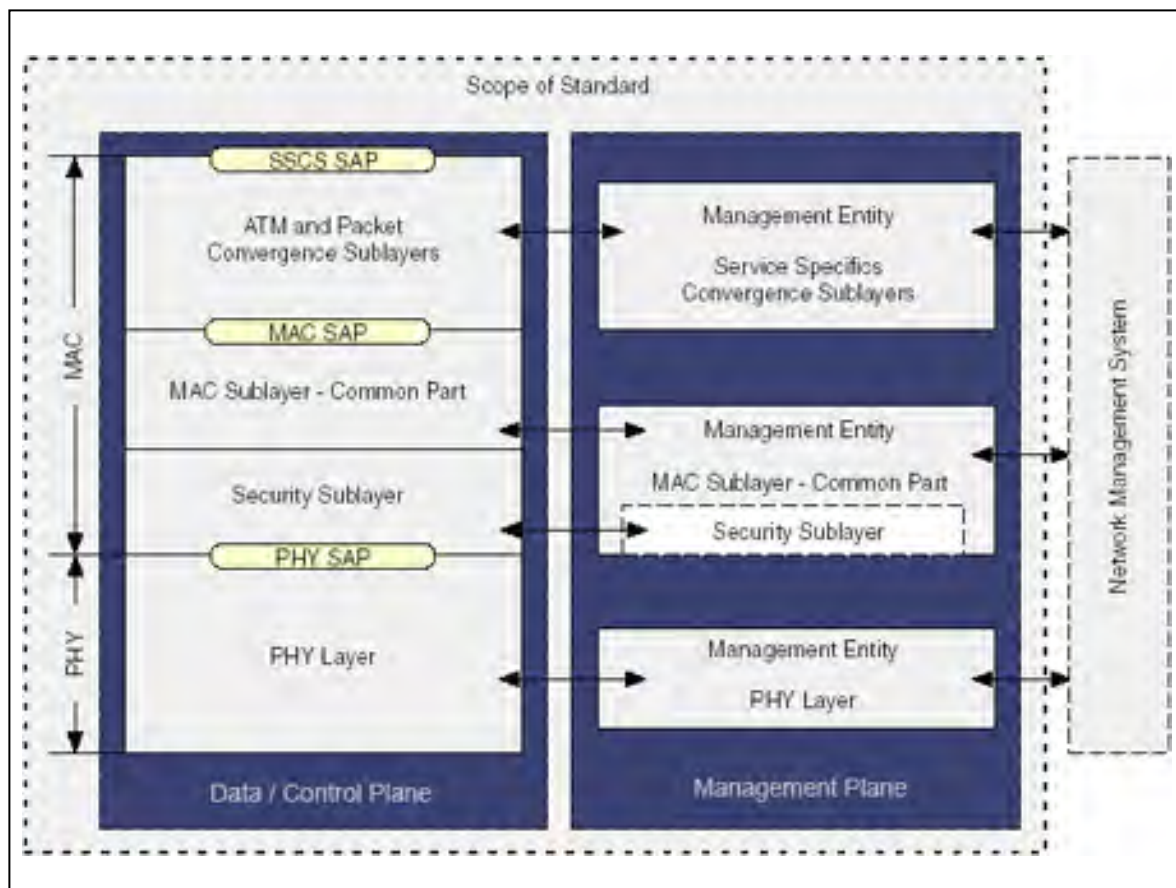 Scope of Standard
SSCS SAP
ATM and Packet
Convergence Sublayers
MAC SAP
MAC Sublayer - Common Part
Security Sublayer
PHY SAP
PHY Layer
Data / Control Plane
MAC
PHY
Management Entity
Service Specifics
Convergence Sublayers
Management Entity
MAC Sublayer - Common Part
Security Sublayer
Management Entity
PHY Layer
Management Plane
Network Management System